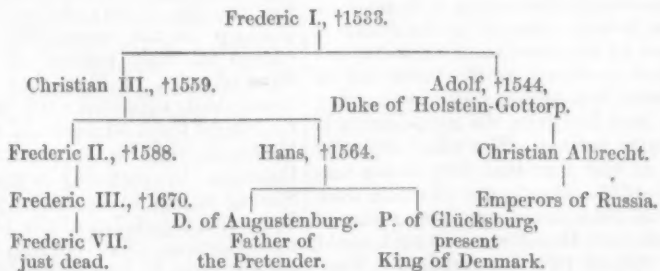 Frederic I., †1533.
Christian III., †1559. Adolf, †1544,
Duke of Holstein-Gottorp.
Frederic II., †1588. Hans, †1564. Christian Albrecht.
Frederic III., †1670. Emperors of Russia.
D. of Augustenburg. P. of Glücksburg,
Frederic VII. Father of present
just dead. the Pretender. King of Denmark.